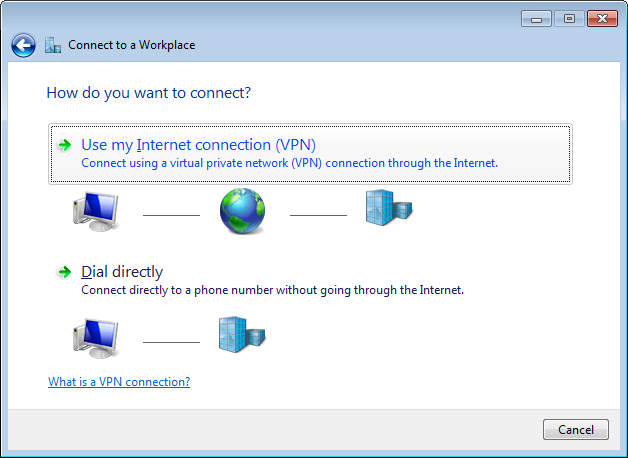 Connect to a Workplace
How do you want to connect?
Use my Internet connection (VPN)
Connect using a virtual private network (VPN) connection through the Internet.
Dial directly
Connect directly to a phone number without going through the Internet.
What is a VPN connection?
Cancel